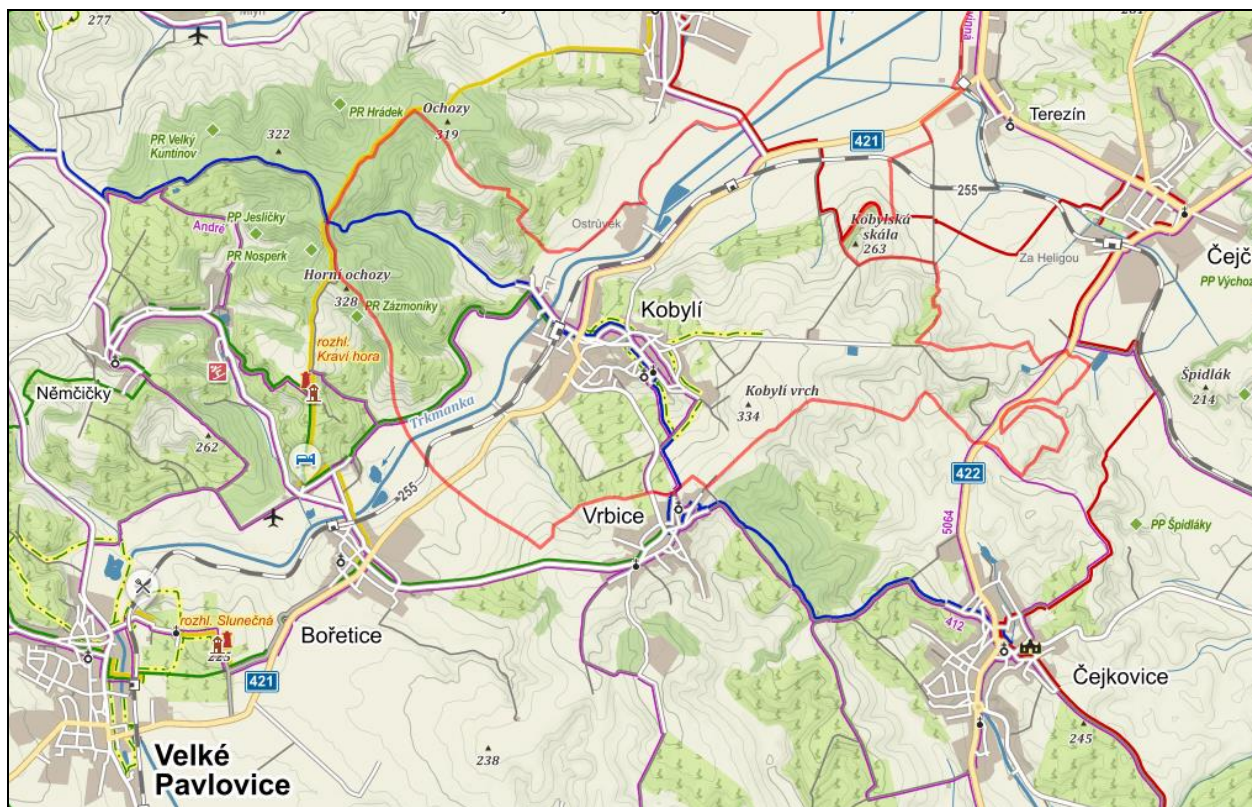 277
PR Hrádek
Ochozy
319
421
Terezín
PR Velký
Kuntínov
322
255
André
PP Jesličky
PR Nosperk
Ostrůvek
Kobylská
skála
263
Za Heligou
Čejč
PP Výchoz
Horní ochozy
328
PR Zázmoníky
Kobylí
rozhl.
Kraví hora
Němčičky
Trkmanka
Kobylí vrch
334
Špidlák
214
262
255
422
Vrbice
5064
PP Špidláky
rozhl. Slunečná
223
Bořetice
412
421
Čejkovice
Velké
Pavlovice
238
245